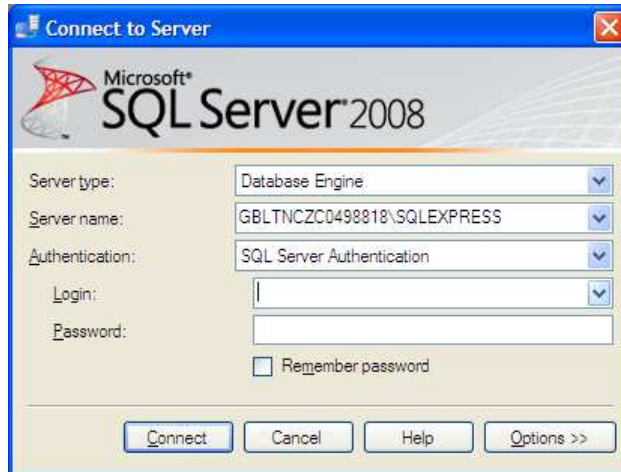 Connect to Server
Microsoft®
SQL Server®2008
Server type: Database Engine
Server name: GBLTNCZC0498818\SQLEXPRESS
Authentication: SQL Server Authentication
Login:
Password:
Remember password
Connect Cancel Help Options >>